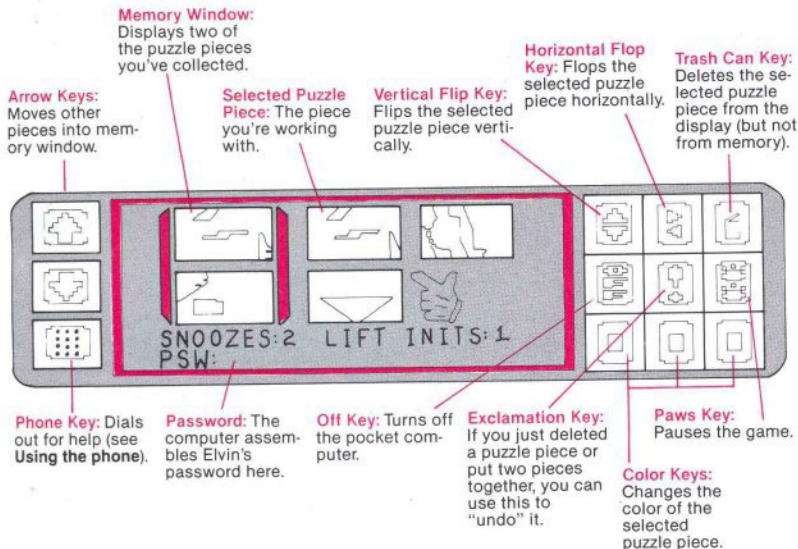 Memory Window:
Displays two of
the puzzle pieces
you've collected.
Horizontal Flop
Key: Flops the
selected puzzle
piece horizontally.
Trash Can Key:
Deletes the se-
lected puzzle
piece from the
display (but not
from memory).
Arrow Keys:
Moves other
pieces into mem-
ory window.
Selected Puzzle
Piece: The piece
you're working
with.
Vertical Flip Key:
Flips the selected
puzzle piece verti-
cally.
SNOOZES:2 LIFT INITS:1
PSW:
Phone Key: Dials
out for help (see
Using the phone).
Password: The
computer assem-
bles Elvin's
password here.
Off Key: Turns off
the pocket com-
puter.
Exclamation Key:
If you just deleted
a puzzle piece or
put two pieces
together, you can
use this to
"undo" it.
Paws Key:
Pauses the game.
Color Keys:
Changes the
color of the
selected
puzzle piece.